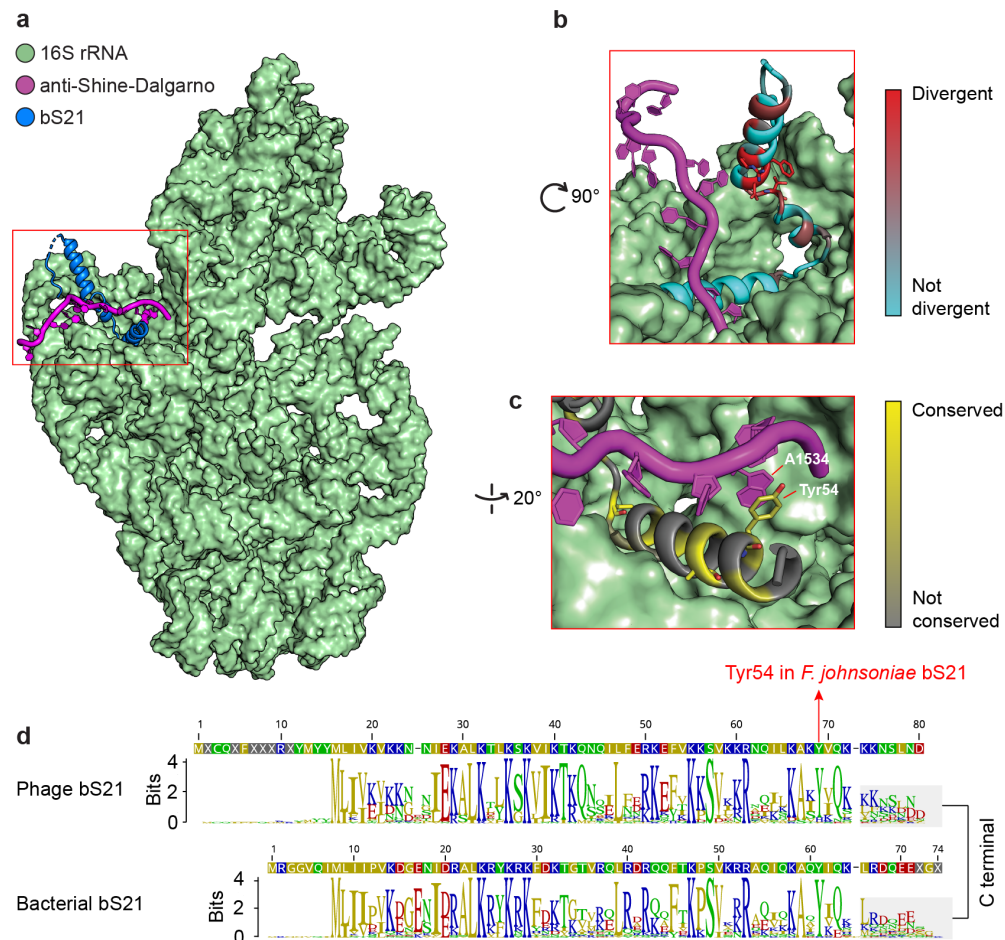 a
16S rRNA
anti-Shine-Dalgarno
bS21
b
90°
Divergent
Not
divergent
c
20°
A1534
Tyr54
Conserved
Not
conserved
Tyr54 in F. johnsoniae bS21
d
1 10 20 30 40 50 60 70 80
MXCQXFXXXRXYMYYMLIVKVKKN-NIEKALKTLKSKVIKTKQNQILFERKEFVKKSVKKRNQILKAKYVQK-KKNSLND
Phage bS21
Bits
4
2
0
1 10 20 30 40 50 60 70 74
MRGGVQIMLIIPVKDGENIDRALKRYKRKFDKTGTVRQLRDRQQFTKPSVKRRAQIQKAQYIQK-LRDQEEXGX
Bacterial bS21
Bits
4
2
0
C terminal